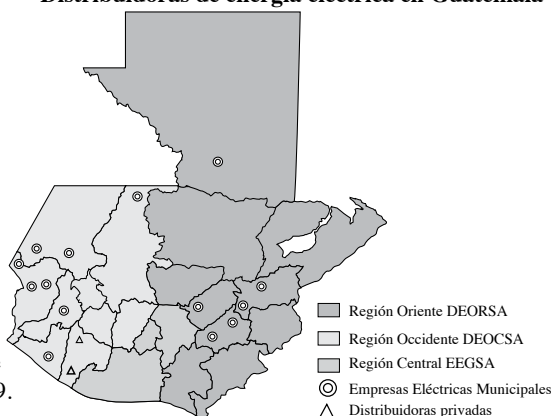 Distribuidoras de energía eléctrica en Guatemala
Región Oriente DEORSA
Región Occidente DEOCSA
Región Central EEGSA
9.
Empresas Eléctricas Municipales
Distribuidoras privadas